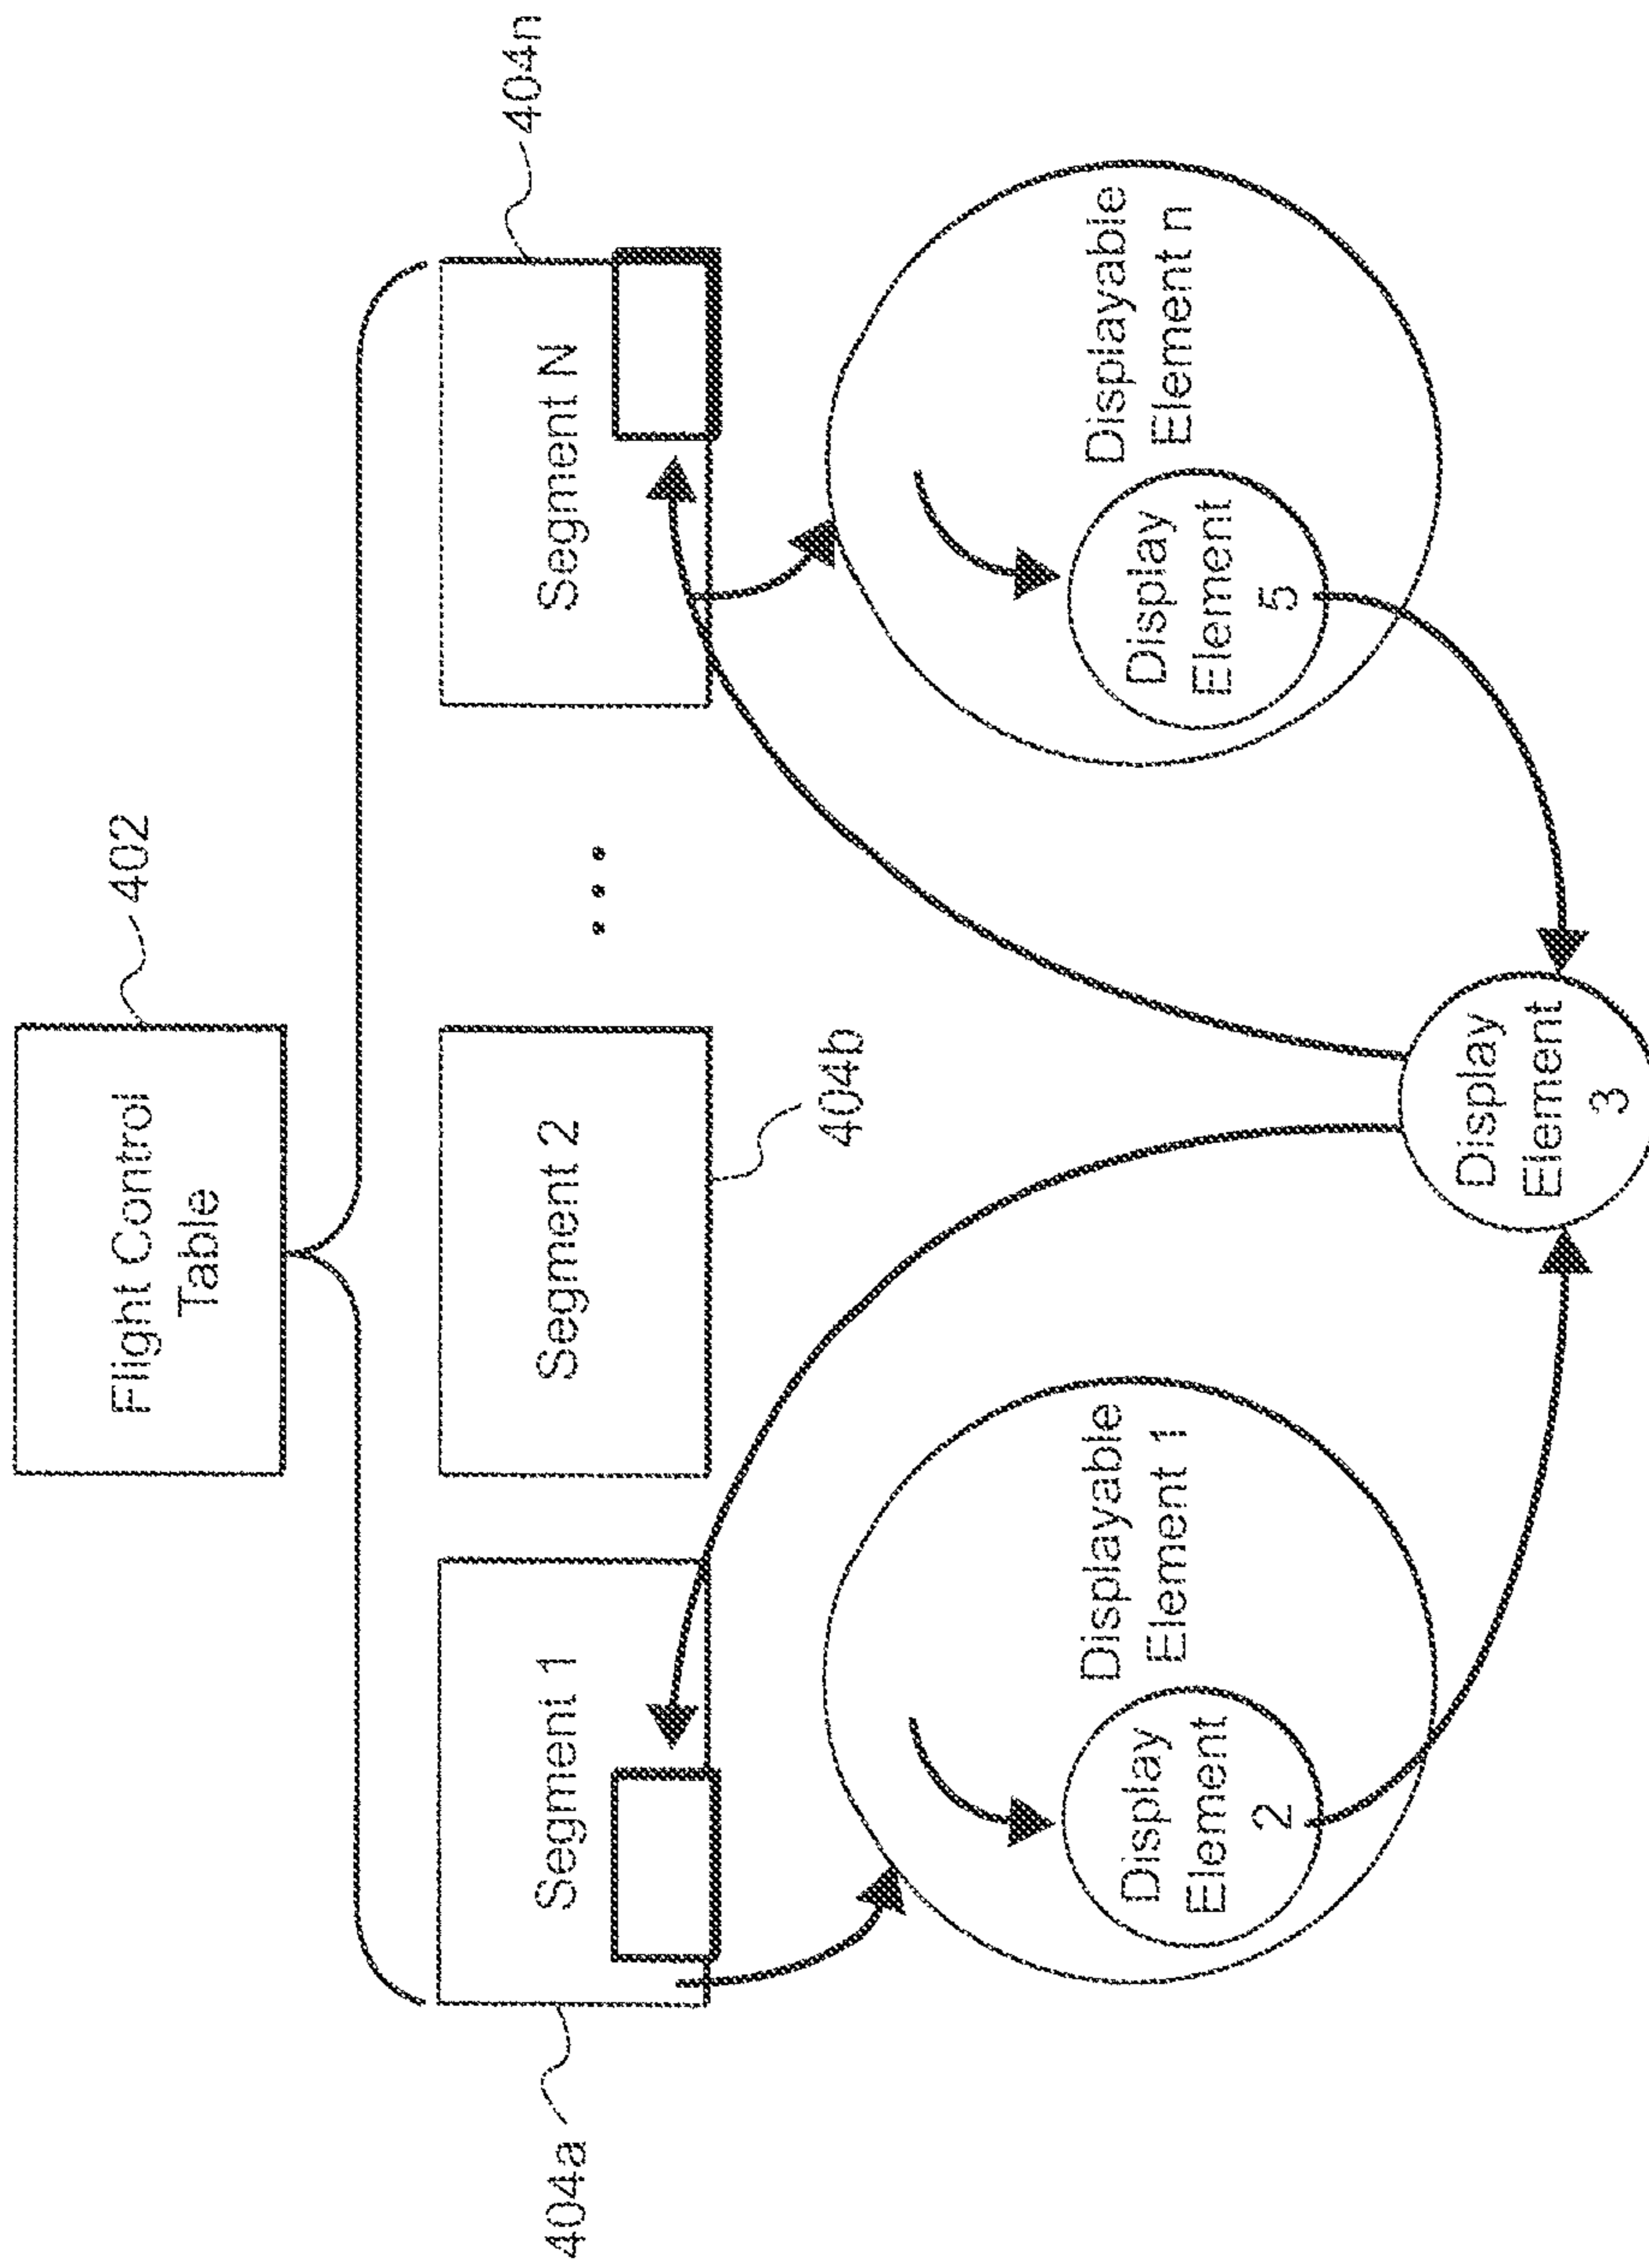 Flight Control
Table
402
404a
Segment 1
Segment 2
404b
...
Segment N
404n
Displayable
Element 1
Display
Element
2
Displayable
Element n
Display
Element
5
Display
Element
3